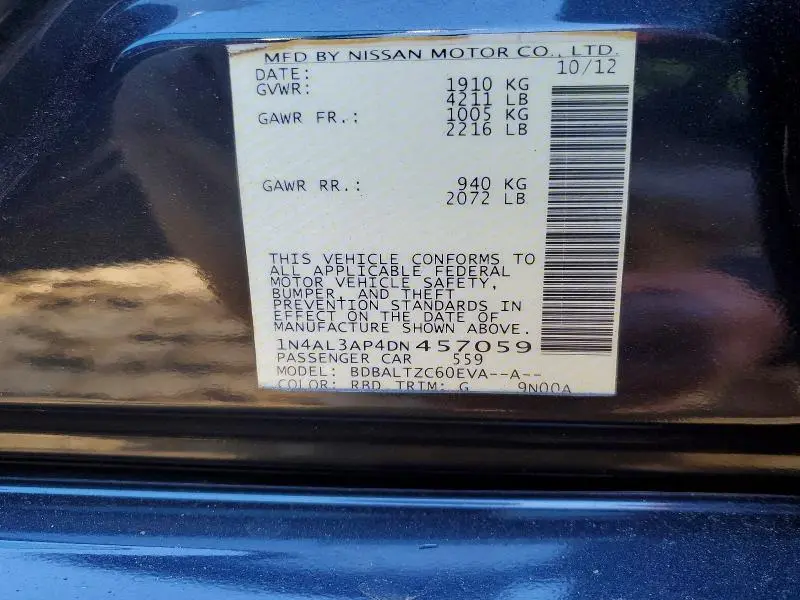 MFD BY NISSAN MOTOR CO., LTD.
DATE: 10/12
GVWR: 1910 KG
4211 LB
GAWR FR.: 1005 KG
2216 LB
GAWR RR.: 940 KG
2072 LB
THIS VEHICLE CONFORMS TO
ALL APPLICABLE FEDERAL
MOTOR VEHICLE SAFETY,
BUMPER, AND THEFT
PREVENTION STANDARDS IN
EFFECT ON THE DATE OF
MANUFACTURE SHOWN ABOVE.
1N4AL3AP4DN457059
PASSENGER CAR 559
MODEL: BDBALTZC60EVA--A--
COLOR: RBD TRIM: G 9N00A